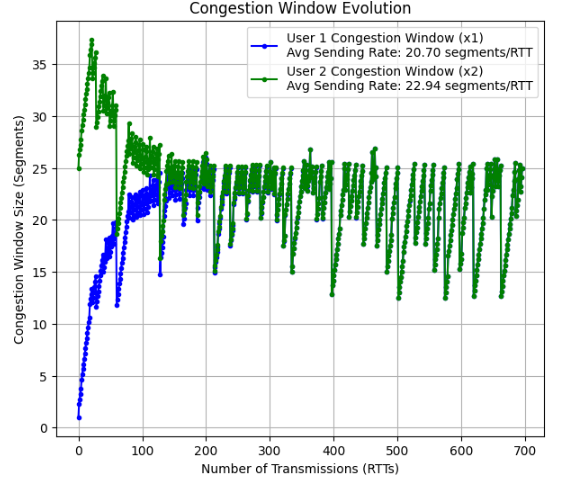 Congestion Window Evolution
User 1 Congestion Window (x1)
Avg Sending Rate: 20.70 segments/RTT
User 2 Congestion Window (x2)
Avg Sending Rate: 22.94 segments/RTT
Congestion Window Size (Segments)
35
30
25
20
15
10
5
0
0 100 200 300 400 500 600 700
Number of Transmissions (RTTs)